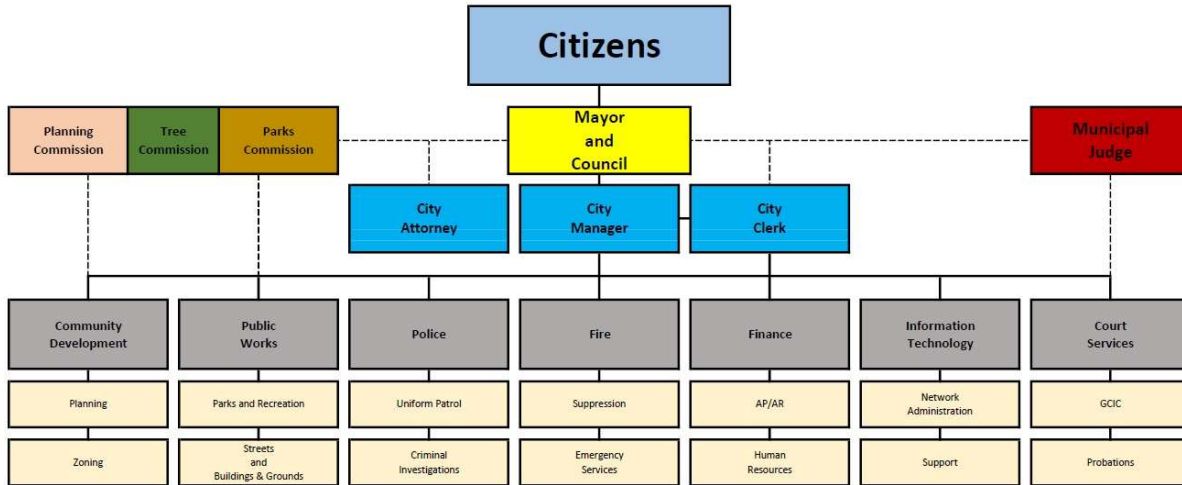 Citizens
Planning
Commission
Tree
Commission
Parks
Commission
Mayor
and
Council
Municipal
Judge
City
Attorney
City
Manager
City
Clerk
Community
Development
Public
Works
Police
Fire
Finance
Information
Technology
Court
Services
Planning
Parks and Recreation
Uniform Patrol
Suppression
AP/AR
Network
Administration
GCIC
Zoning
Streets
and
Buildings & Grounds
Criminal
Investigations
Emergency
Services
Human
Resources
Support
Probations